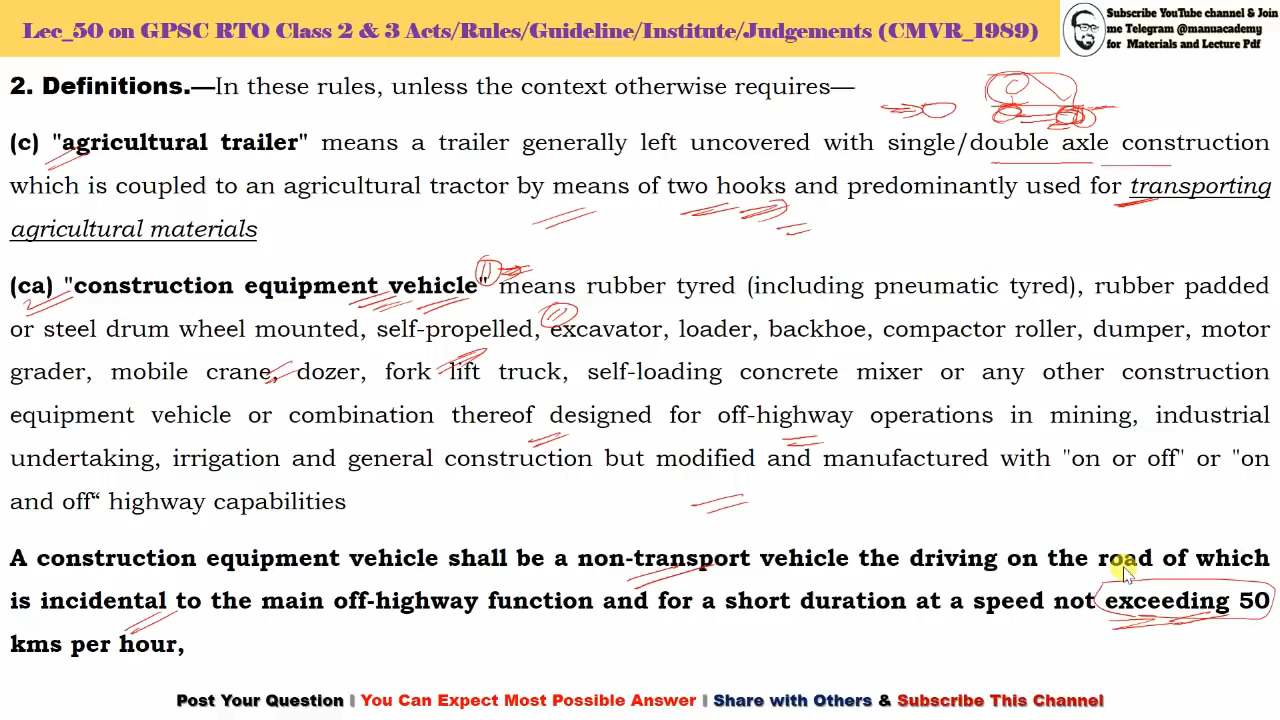 Lec_50 on GPSC RTO Class 2 & 3 Acts/Rules/Guideline/Institute/Judgements (CMVR_1989)
Subscribe YouTube channel & Join
me Telegram @manuacademy
for Materials and Lecture Pdf
2. Definitions.—In these rules, unless the context otherwise requires—
(c) "agricultural trailer" means a trailer generally left uncovered with single/double axle construction
which is coupled to an agricultural tractor by means of two hooks and predominantly used for transporting
agricultural materials
(ca) "construction equipment vehicle" means rubber tyred (including pneumatic tyred), rubber padded
or steel drum wheel mounted, self-propelled, excavator, loader, backhoe, compactor roller, dumper, motor
grader, mobile crane, dozer, fork lift truck, self-loading concrete mixer or any other construction
equipment vehicle or combination thereof designed for off-highway operations in mining, industrial
undertaking, irrigation and general construction but modified and manufactured with "on or off" or "on
and off“ highway capabilities
A construction equipment vehicle shall be a non-transport vehicle the driving on the road of which
is incidental to the main off-highway function and for a short duration at a speed not exceeding 50
kms per hour,
Post Your Question | You Can Expect Most Possible Answer | Share with Others & Subscribe This Channel